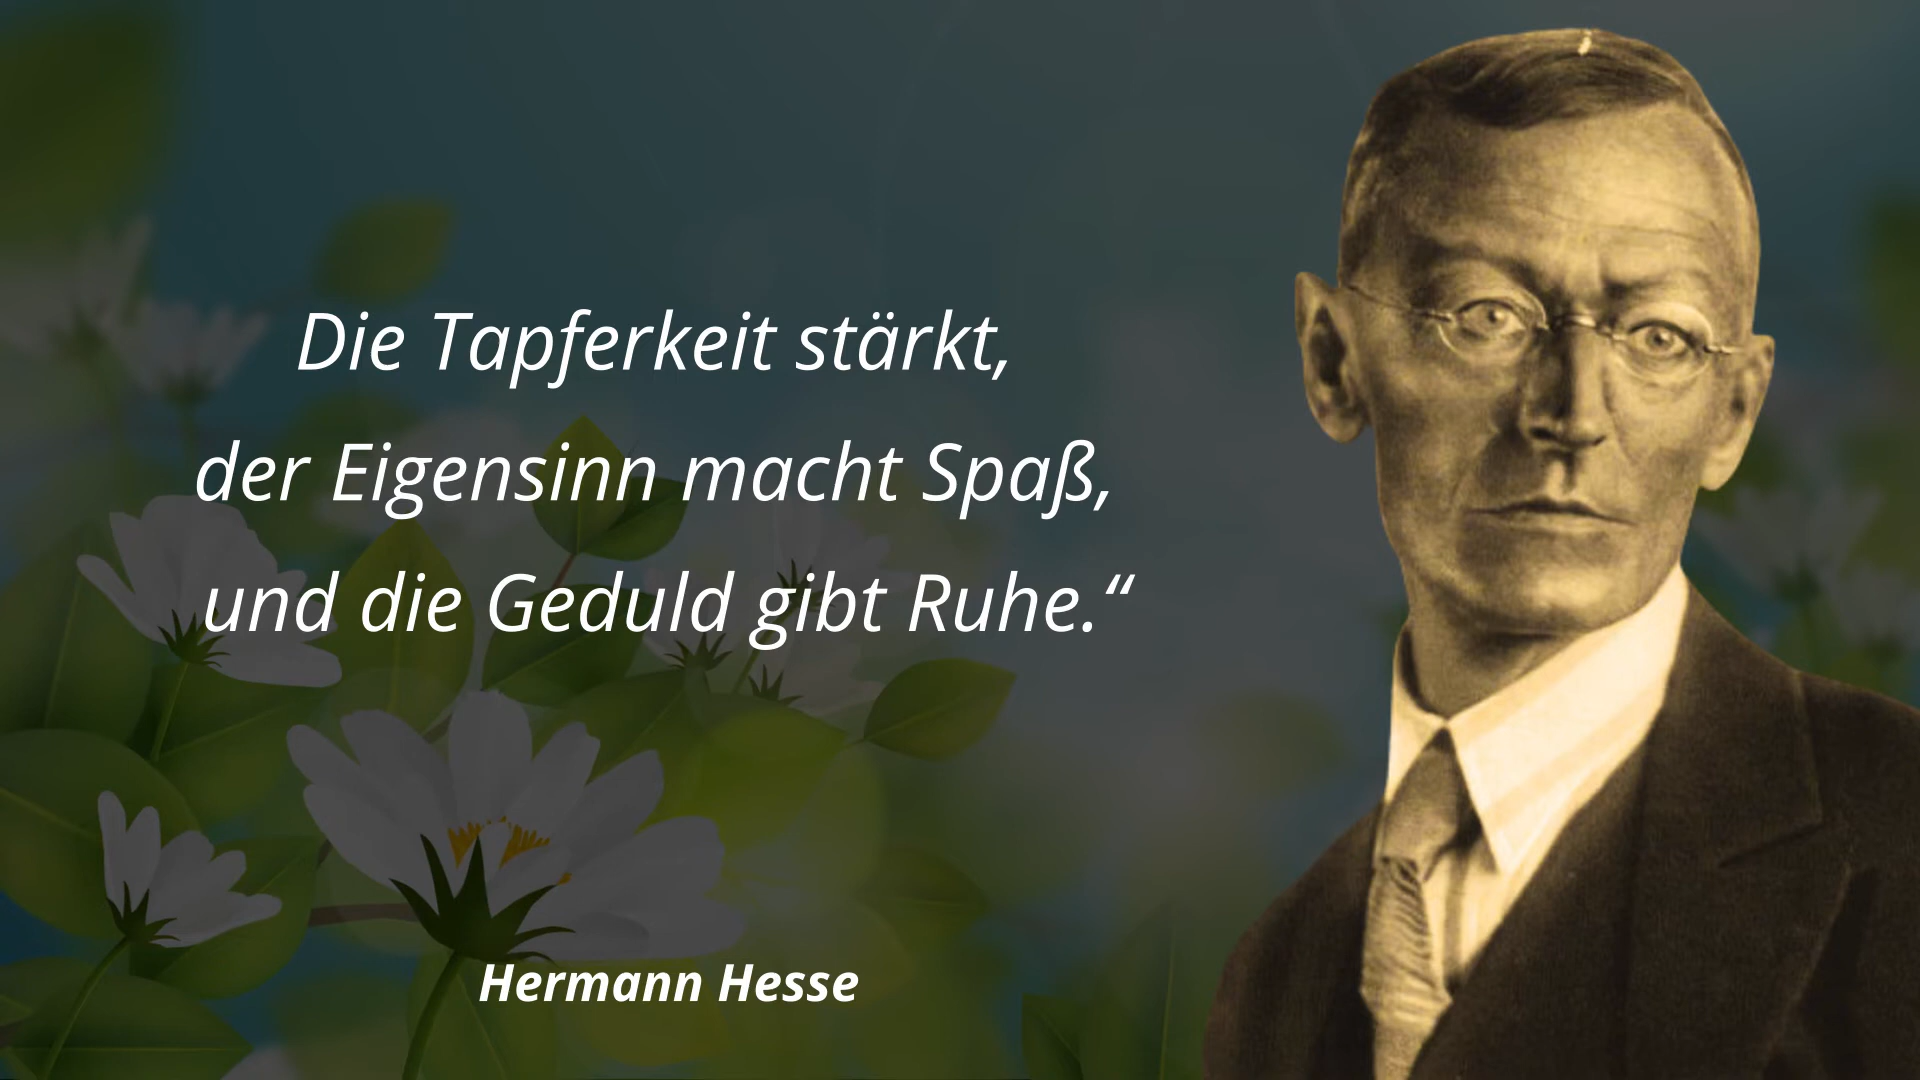 Die Tapferkeit stärkt,
der Eigensinn macht Spaß,
und die Geduld gibt Ruhe.“
Hermann Hesse